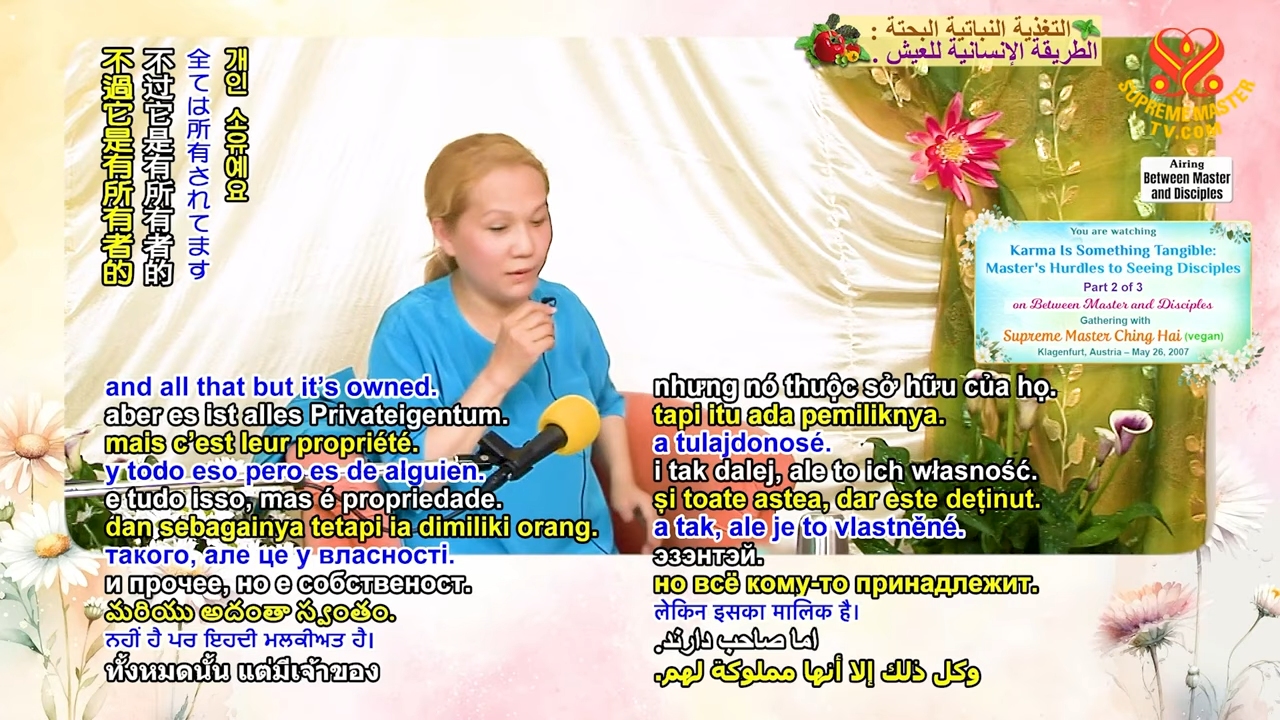 التغذية النباتية البحتة :
الطريقة الإنسانية للعيش .
SUPREME MASTER
TV.COM
Airing
Between Master
and Disciples
You are watching
Karma Is Something Tangible:
Master's Hurdles to Seeing Disciples
Part 2 of 3
on Between Master and Disciples
Gathering with
Supreme Master Ching Hai (vegan)
Klagenfurt, Austria – May 26, 2007
개인 소유예요
全ては所有されてます
不过它是有所有者的
不過它是有所有者的
and all that but it's owned.
aber es ist alles Privateigentum.
mais c'est leur propriété.
y todo eso pero es de alguien.
e tudo isso, mas é propriedade.
dan sebagainya tetapi ia dimiliki orang.
такого, але це у власності.
и прочее, но е собственост.
మరియు అదంతా స్వంతం.
ਨਹੀਂ ਹੈ ਪਰ ਇਹਦੀ ਮਲਕੀਅਤ ਹੈ।
ทั้งหมดนั้น แต่มีเจ้าของ
nhưng nó thuộc sở hữu của họ.
tapi itu ada pemiliknya.
a tulajdonosé.
i tak dalej, ale to ich własność.
și toate astea, dar este deținut.
a tak, ale je to vlastněné.
эзэнтэй.
но всё кому-то принадлежит.
लेकिन इसका मालिक है।
اما صاحب دارند.
وكل ذلك إلا أنها مملوكة لهم.